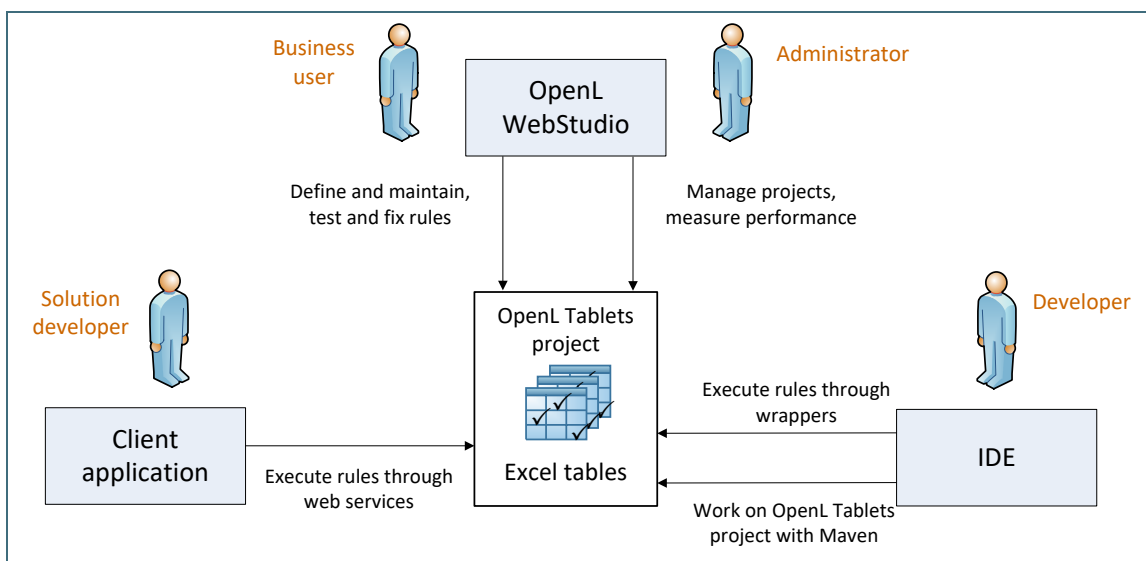 Business
user
OpenL
WebStudio
Administrator
Define and maintain,
test and fix rules
Manage projects,
measure performance
Solution
developer
OpenL Tablets
project
Developer
Client
application
Execute rules through
web services
Excel tables
Execute rules through
wrappers
IDE
Work on OpenL Tablets
project with Maven